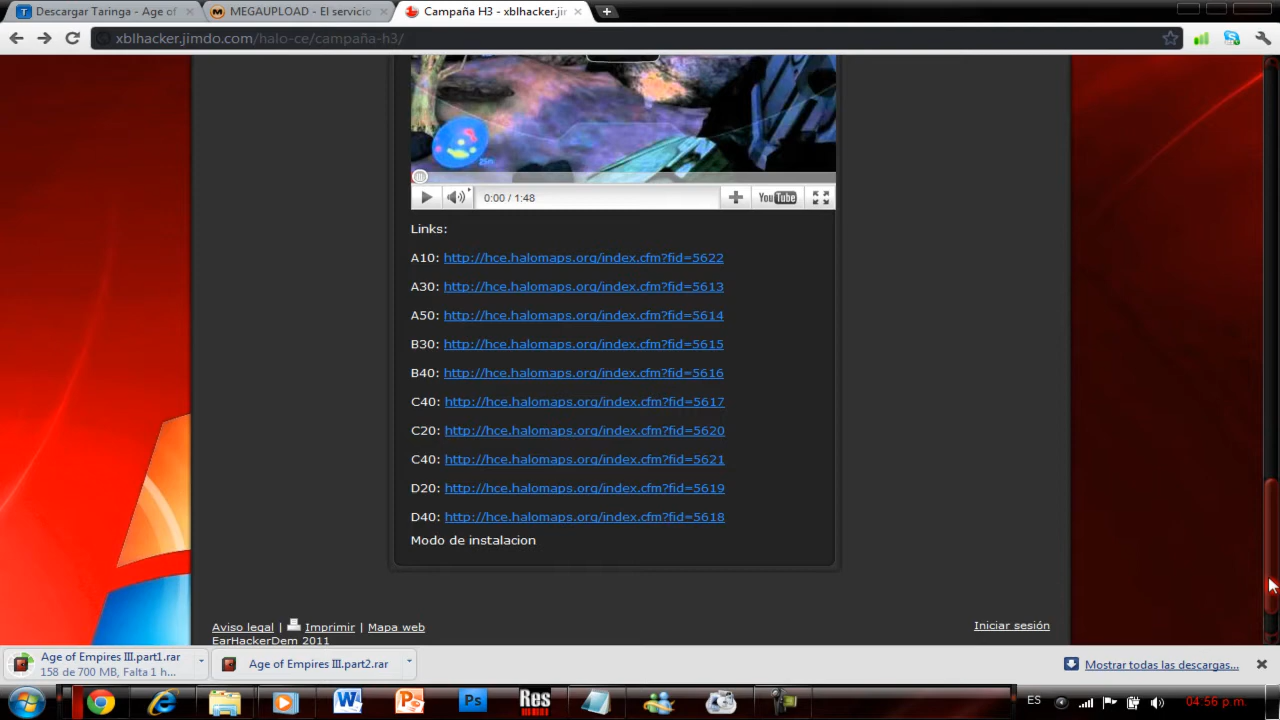 Descargar Taringa - Age of
MEGAUPLOAD - El servicio
Campaña H3 - xblhacker.ji
xblhacker.jimdo.com/halo-ce/campaña-h3/
25m
0:00 / 1:48
YouTube
Links:
A10: http://hce.halomaps.org/index.cfm?fid=5622
A30: http://hce.halomaps.org/index.cfm?fid=5613
A50: http://hce.halomaps.org/index.cfm?fid=5614
B30: http://hce.halomaps.org/index.cfm?fid=5615
B40: http://hce.halomaps.org/index.cfm?fid=5616
C40: http://hce.halomaps.org/index.cfm?fid=5617
C20: http://hce.halomaps.org/index.cfm?fid=5620
C40: http://hce.halomaps.org/index.cfm?fid=5621
D20: http://hce.halomaps.org/index.cfm?fid=5619
D40: http://hce.halomaps.org/index.cfm?fid=5618
Modo de instalacion
Aviso legal | Imprimir | Mapa web
Iniciar sesión
EarHackerDem 2011
Age of Empires III.part1.rar
158 de 700 MB, Falta 1 h...
Age of Empires III.part2.rar
Mostrar todas las descargas...
Ps
Res
ES
04:56 p m